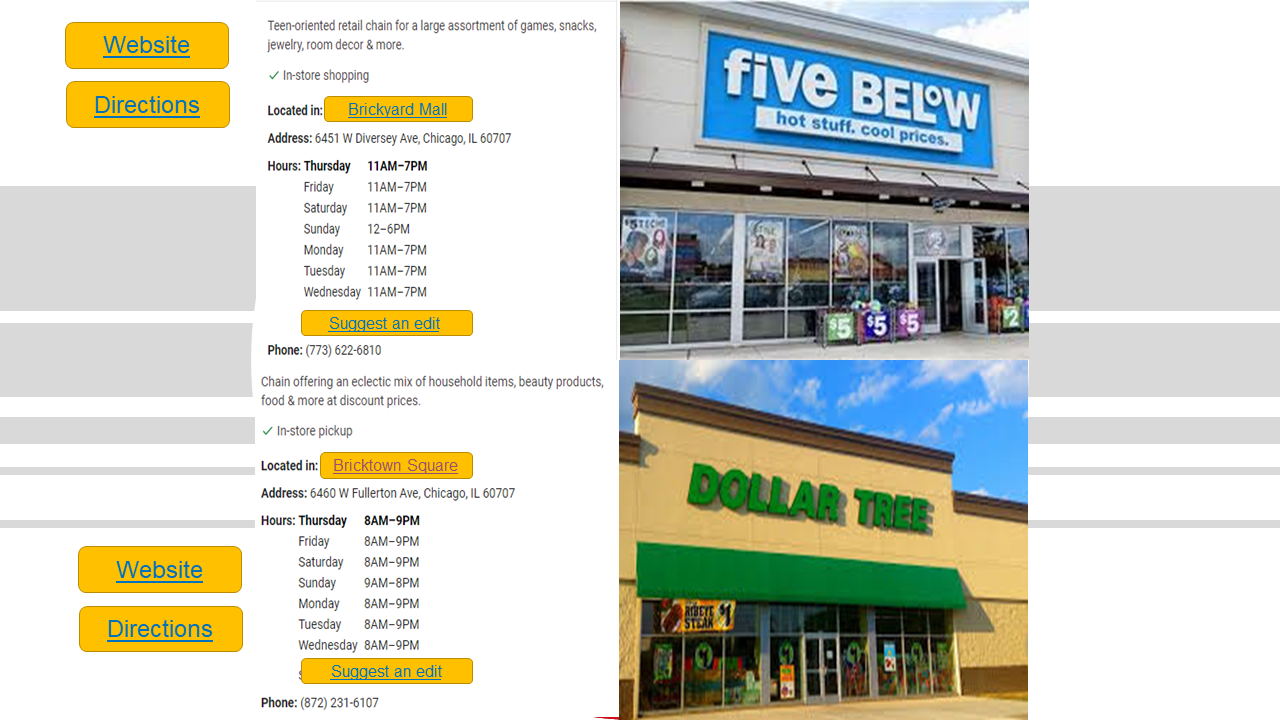 Website
Directions
Teen-oriented retail chain for a large assortment of games, snacks,
jewelry, room decor & more.
✓ In-store shopping
Located in: Brickyard Mall
Address: 6451 W Diversey Ave, Chicago, IL 60707
Hours: Thursday 11AM–7PM
Friday 11AM–7PM
Saturday 11AM–7PM
Sunday 12–6PM
Monday 11AM–7PM
Tuesday 11AM–7PM
Wednesday 11AM–7PM
Suggest an edit
Phone: (773) 622-6810
five BELOW
hot stuff. cool prices.
$5 TECH
$5 $5 $5 $2
Chain offering an eclectic mix of household items, beauty products,
food & more at discount prices.
✓ In-store pickup
Located in: Bricktown Square
Address: 6460 W Fullerton Ave, Chicago, IL 60707
Hours: Thursday 8AM–9PM
Friday 8AM–9PM
Saturday 8AM–9PM
Sunday 9AM–8PM
Monday 8AM–9PM
Tuesday 8AM–9PM
Wednesday 8AM–9PM
Suggest an edit
Phone: (872) 231-6107
Website
Directions
DOLLAR TREE
RIBEYE
STEAK $1